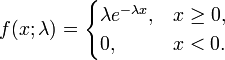 f(x;λ) = { λe^{−λx}, x ≥ 0,
0, x < 0.